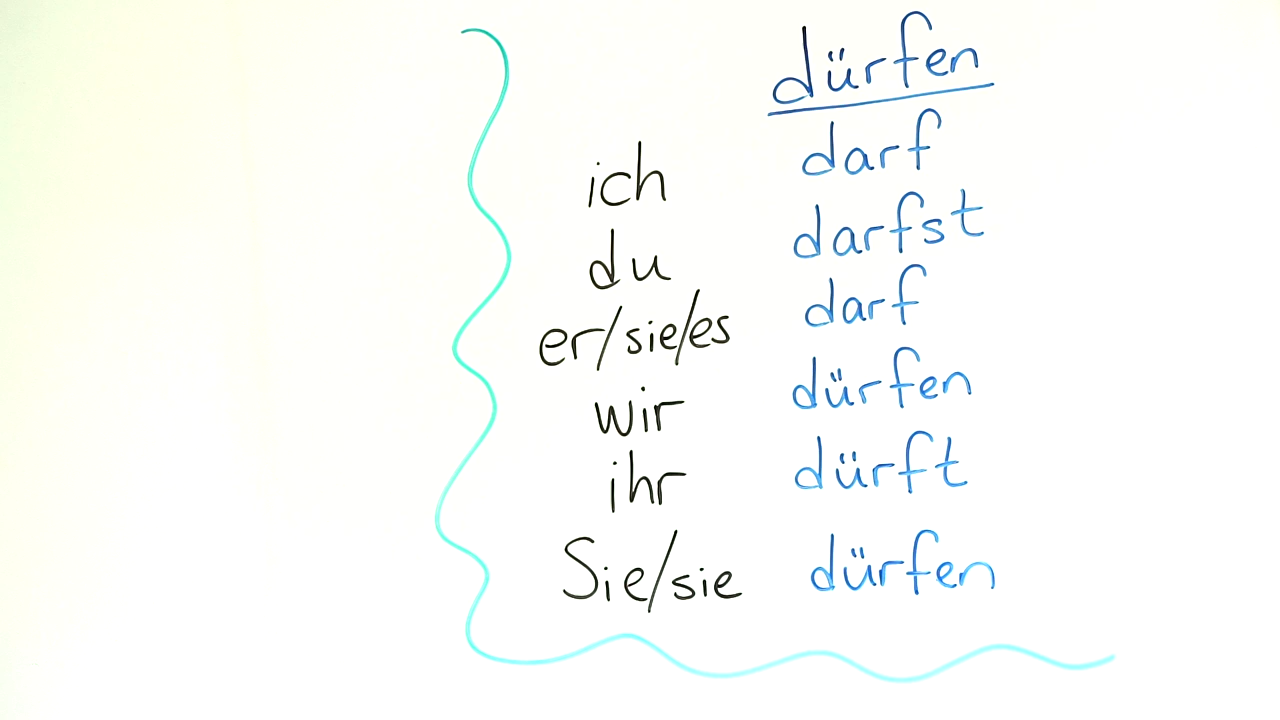 dürfen
ich darf
du darfst
er/sie/es darf
wir dürfen
ihr dürft
Sie/sie dürfen